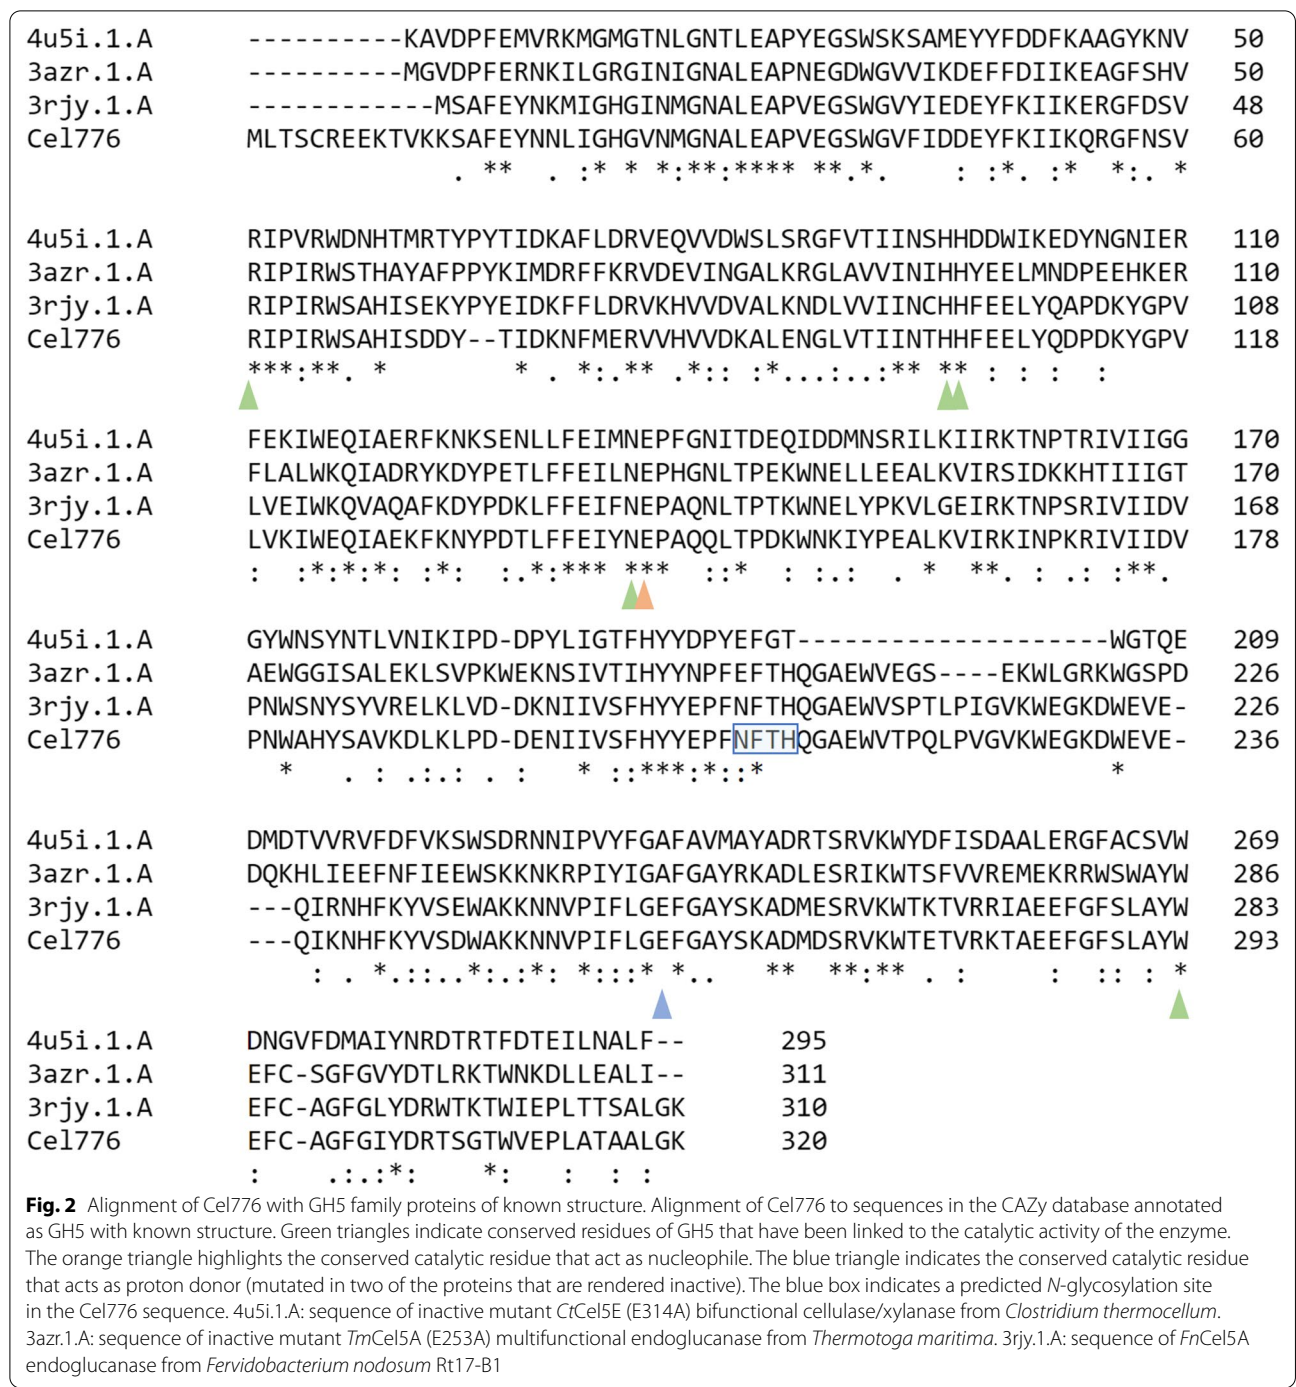 4u5i.1.A ----------KAVDPFEMVRKMGMGTNLGNTLEAPYEGSWSKSAMEYYFDDFKAAGYKNV 50
3azr.1.A ----------MGVDPFERNKILGRGINIGNALEAPNEGDWGVVIKDEFFDIIKEAGFSHV 50
3rjy.1.A ------------MSAFEYNKMIGHGINMGNALEAPVEGSWGVYIEDEYFKIIKERGFDSV 48
Cel776 MLTSCREEKTVKKSAFEYNNLIGHGVNMGNALEAPVEGSWGVFIDDEYFKIIKQRGFNSV 60
. ** . :* * *:**:**** **.*. : :*. :* *:. *
4u5i.1.A RIPVRWDNHTMRTYPYTIDKAFLDRVEQVVDWSLSRGFVTIINSHHDDWIKEDYNGNIER 110
3azr.1.A RIPIRWSTHAYAFPPYKIMDRFFKRVDEVINGALKRGLAVVINIHHYEELMNDPEEHKER 110
3rjy.1.A RIPIRWSAHISEKYPYEIDKFFLDRVKHVVDVALKNDLVVIINCHHFEELYQAPDKYGPV 108
Cel776 RIPIRWSAHISDDY--TIDKNFMERVVHVVDKALENGLVTIINTHHFEELYQDPDKYGPV 118
***:**. * * . *:.** .*:: :*...:..:** ** : : : :
4u5i.1.A FEKIWEQIAERFKNKSENLLFEIMNEPFGNITDEQIDDMNSRILKIIRKTNPTRIVIIGG 170
3azr.1.A FLALWKQIADRYKDYPETLFFEILNEPHGNLTPEKWNELLEEALKVIRSIDKKHTIIIGT 170
3rjy.1.A LVEIWKQVAQAFKDYPDKLFFEIFNEPAQNLTPTKWNELYPKVLGEIRKTNPSRIVIIDV 168
Cel776 LVKIWEQIAEKFKNYPDTLFFEIYNEPAQQLTPDKWNKIYPEALKVIRKINPKRIVIIDV 178
: :*:*:*: :*: :.*:*** *** ::* : :.: . * **. : .: :**.
4u5i.1.A GYWNSYNTLVNIKIPD-DPYLIGTFHYYDPYEFGT--------------------WGTQE 209
3azr.1.A AEWGGISALEKLSVPKWEKNSIVTIHYYNPFEFTHQGAEWVEGS----EKWLGRKWGSPD 226
3rjy.1.A PNWSNYSYVRELKLVD-DKNIIVSFHYYEPFNFTHQGAEWVSPTLPIGVKWEGKDWEVE- 226
Cel776 PNWAHYSAVKDLKLPD-DENIIVSFHYYEPFNFTHQGAEWVTPQLPVGVKWEGKDWEVE- 236
* . : .:.: . : * ::***:*::* *
4u5i.1.A DMDTVVRVFDFVKSWSDRNNIPVYFGAFAVMAYADRTSRVKWYDFISDAALERGFACSVW 269
3azr.1.A DQKHLIEEFNFIEEWSKKNKRPIYIGAFGAYRKADLESRIKWTSFVVREMEKRRWSWAYW 286
3rjy.1.A ---QIRNHFKYVSEWAKKNNVPIFLGEFGAYSKADMESRVKWTKTVRRIAEEFGFSLAYW 283
Cel776 ---QIKNHFKYVSDWAKKNNVPIFLGEFGAYSKADMDSRVKWTETVRKTAEEFGFSLAYW 293
: . *.::..*:.:*: *:::* *.. ** **:** . : : :: : *
4u5i.1.A DNGVFDMAIYNRDTRTFDTEILNALF-- 295
3azr.1.A EFC-SGFGVYDTLRKTWNKDLLEALI-- 311
3rjy.1.A EFC-AGFGLYDRWTKTWIEPLTTSALGK 310
Cel776 EFC-AGFGIYDRTSGTWVEPLATAALGK 320
: .:.:*: *: : : :
Fig. 2 Alignment of Cel776 with GH5 family proteins of known structure. Alignment of Cel776 to sequences in the CAZy database annotated
as GH5 with known structure. Green triangles indicate conserved residues of GH5 that have been linked to the catalytic activity of the enzyme.
The orange triangle highlights the conserved catalytic residue that act as nucleophile. The blue triangle indicates the conserved catalytic residue
that acts as proton donor (mutated in two of the proteins that are rendered inactive). The blue box indicates a predicted N-glycosylation site
in the Cel776 sequence. 4u5i.1.A: sequence of inactive mutant CtCel5E (E314A) bifunctional cellulase/xylanase from Clostridium thermocellum.
3azr.1.A: sequence of inactive mutant TmCel5A (E253A) multifunctional endoglucanase from Thermotoga maritima. 3rjy.1.A: sequence of FnCel5A
endoglucanase from Fervidobacterium nodosum Rt17-B1